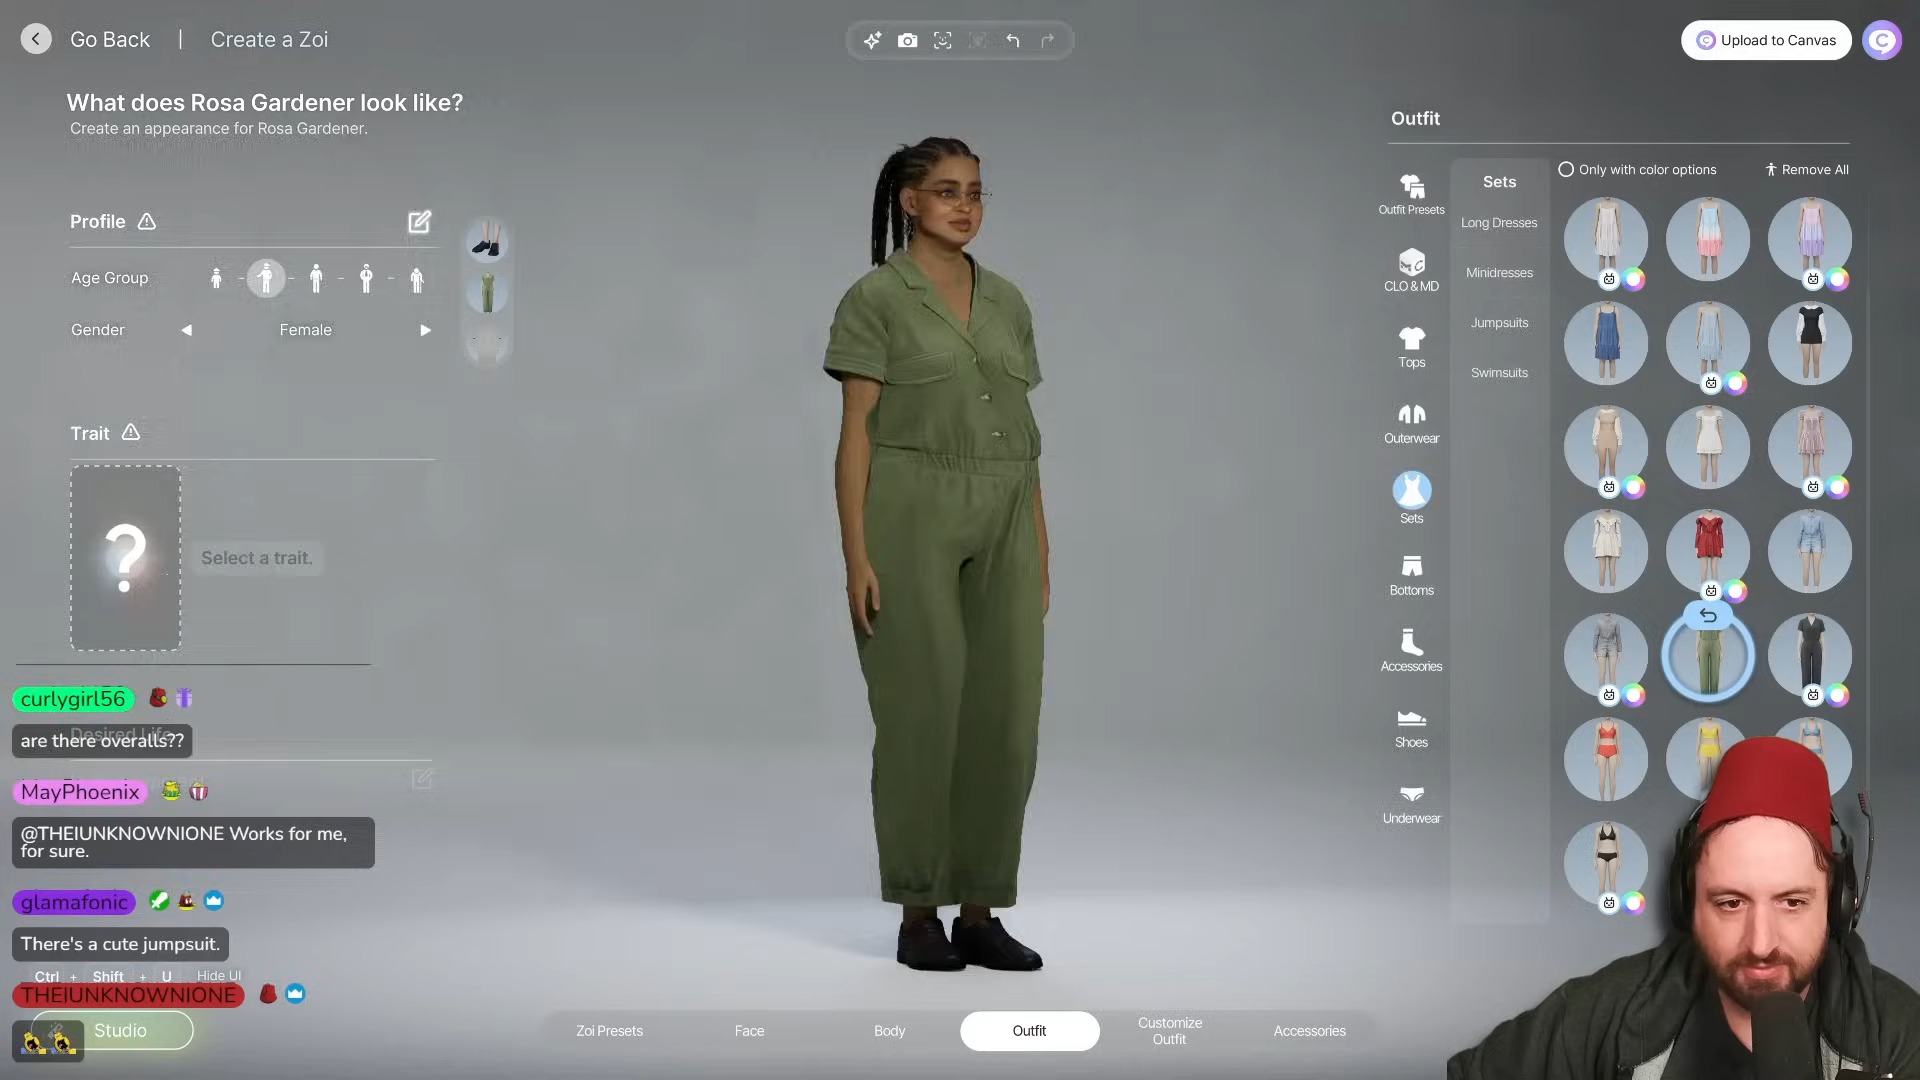 Go Back
|
Create a Zoi
Upload to Canvas
What does Rosa Gardener look like?
Create an appearance for Rosa Gardener.
Profile
Age Group
Gender
Female
Trait
?
Select a trait.
Desired Life
curlygirl56
are there overalls??
MayPhoenix
@THEIUNKNOWNIONE Works for me,
for sure.
glamafonic
There's a cute jumpsuit.
Ctrl + Shift + U Hide UI
THEIUNKNOWNIONE
Studio
Zoi Presets
Face
Body
Outfit
Customize
Outfit
Accessories
Outfit
Outfit Presets
CLO & MD
Tops
Outerwear
Sets
Bottoms
Accessories
Shoes
Underwear
Sets
Long Dresses
Minidresses
Jumpsuits
Swimsuits
Only with color options
Remove All